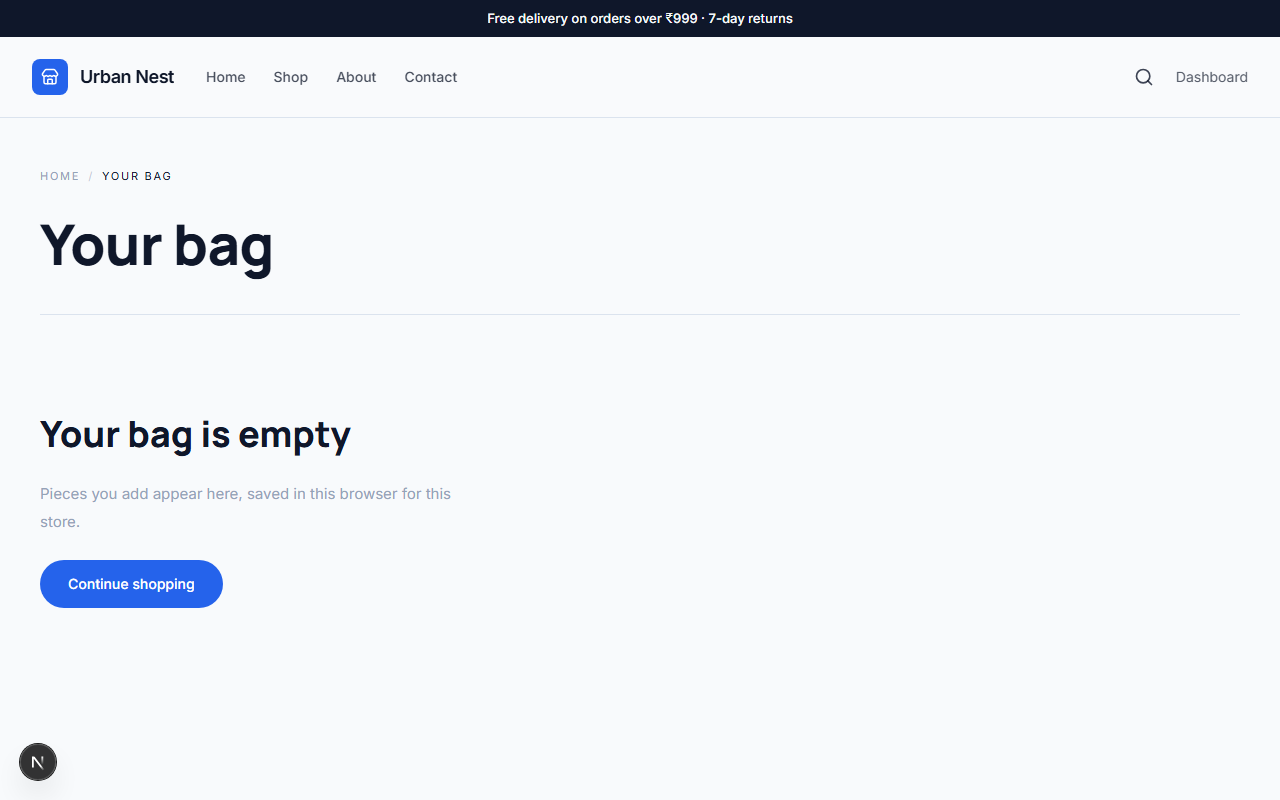 Free delivery on orders over ₹999 · 7-day returns
Urban Nest
Home
Shop
About
Contact
Dashboard
HOME / YOUR BAG
Your bag
Your bag is empty
Pieces you add appear here, saved in this browser for this
store.
Continue shopping
N